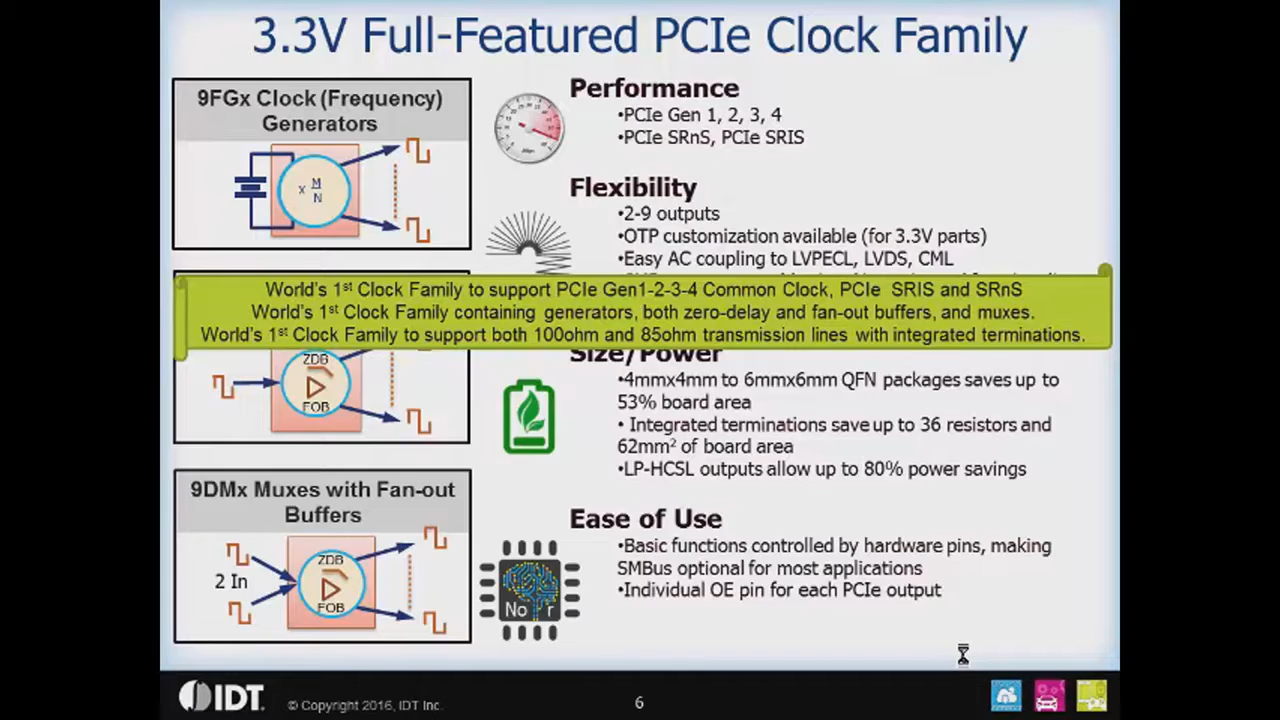 3.3V Full-Featured PCIe Clock Family
9FGx Clock (Frequency)
Generators
x M
N
Performance
•PCIe Gen 1, 2, 3, 4
•PCIe SRnS, PCIe SRIS
Flexibility
•2-9 outputs
•OTP customization available (for 3.3V parts)
•Easy AC coupling to LVPECL, LVDS, CML
World's 1st Clock Family to support PCIe Gen1-2-3-4 Common Clock, PCIe SRIS and SRnS
World's 1st Clock Family containing generators, both zero-delay and fan-out buffers, and muxes.
World's 1st Clock Family to support both 100ohm and 85ohm transmission lines with integrated terminations.
ZDB
FOB
Size/Power
•4mmx4mm to 6mmx6mm QFN packages saves up to
53% board area
• Integrated terminations save up to 36 resistors and
62mm² of board area
•LP-HCSL outputs allow up to 80% power savings
9DMx Muxes with Fan-out
Buffers
2 In
ZDB
FOB
Ease of Use
•Basic functions controlled by hardware pins, making
SMBus optional for most applications
•Individual OE pin for each PCIe output
No r
IDT.
© Copyright 2016, IDT Inc.
6